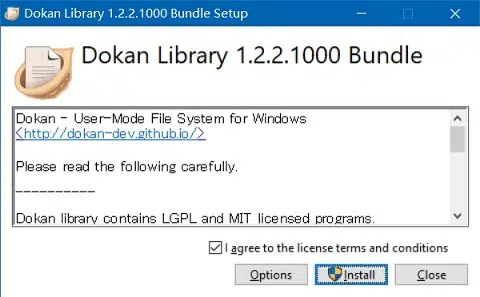 Dokan Library 1.2.2.1000 Bundle Setup
Dokan Library 1.2.2.1000 Bundle
Dokan - User-Mode File System for Windows
<http://dokan-dev.github.io/>
Please read the following carefully.
----------
Dokan library contains LGPL and MIT licensed programs.
I agree to the license terms and conditions
Options Install Close